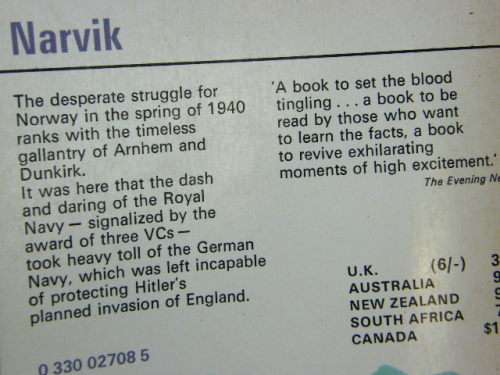 Narvik
The desperate struggle for
Norway in the spring of 1940
ranks with the timeless
gallantry of Arnhem and
Dunkirk.
It was here that the dash
and daring of the Royal
Navy – signalized by the
award of three VCs –
took heavy toll of the German
Navy, which was left incapable
of protecting Hitler's
planned invasion of England.
'A book to set the blood
tingling . . . a book to be
read by those who want
to learn the facts, a book
to revive exhilarating
moments of high excitement.'
The Evening
U.K. (6/-)
AUSTRALIA
NEW ZEALAND
SOUTH AFRICA
CANADA $1
0 330 02708 5